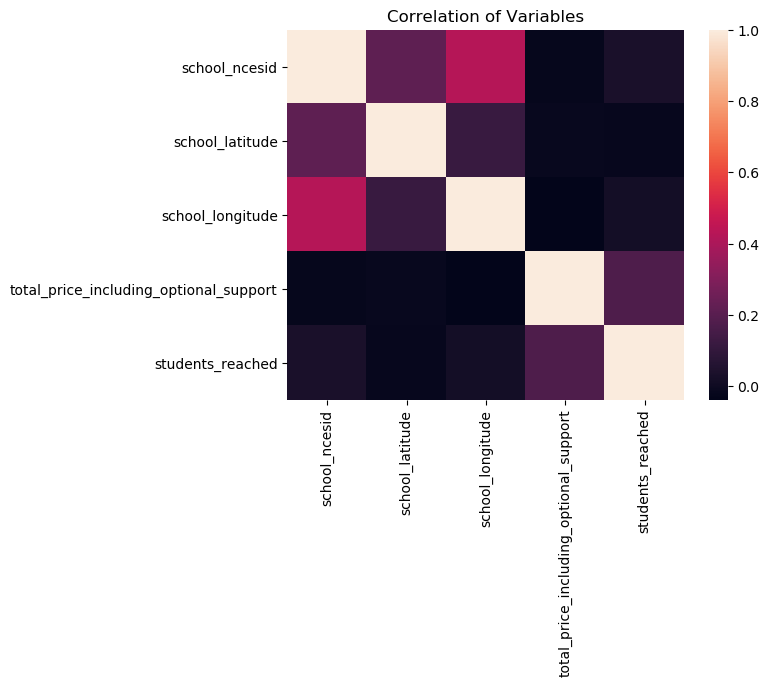 Correlation of Variables
school_ncesid
school_latitude
school_longitude
total_price_including_optional_support
students_reached
school_ncesid
school_latitude
school_longitude
total_price_including_optional_support
students_reached
1.0
0.8
0.6
0.4
0.2
0.0